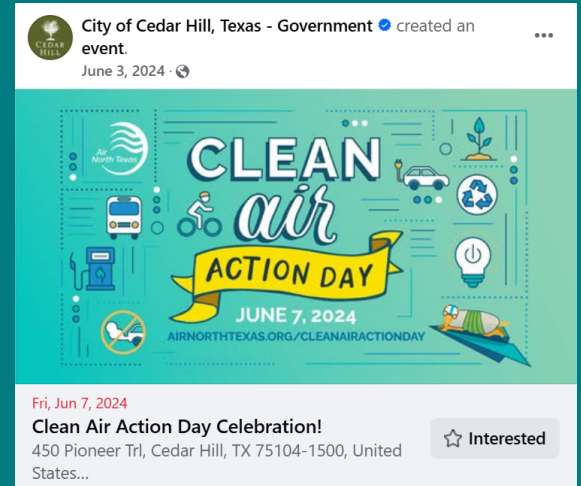 City of Cedar Hill, Texas - Government created an
event.
June 3, 2024 ·
CEDAR
HILL
Air
North Texas
CLEAN
air
ACTION DAY
JUNE 7, 2024
AIRNORTHTEXAS.ORG/CLEANAIRACTIONDAY
Fri, Jun 7, 2024
Clean Air Action Day Celebration!
450 Pioneer Trl, Cedar Hill, TX 75104-1500, United
States...
Interested